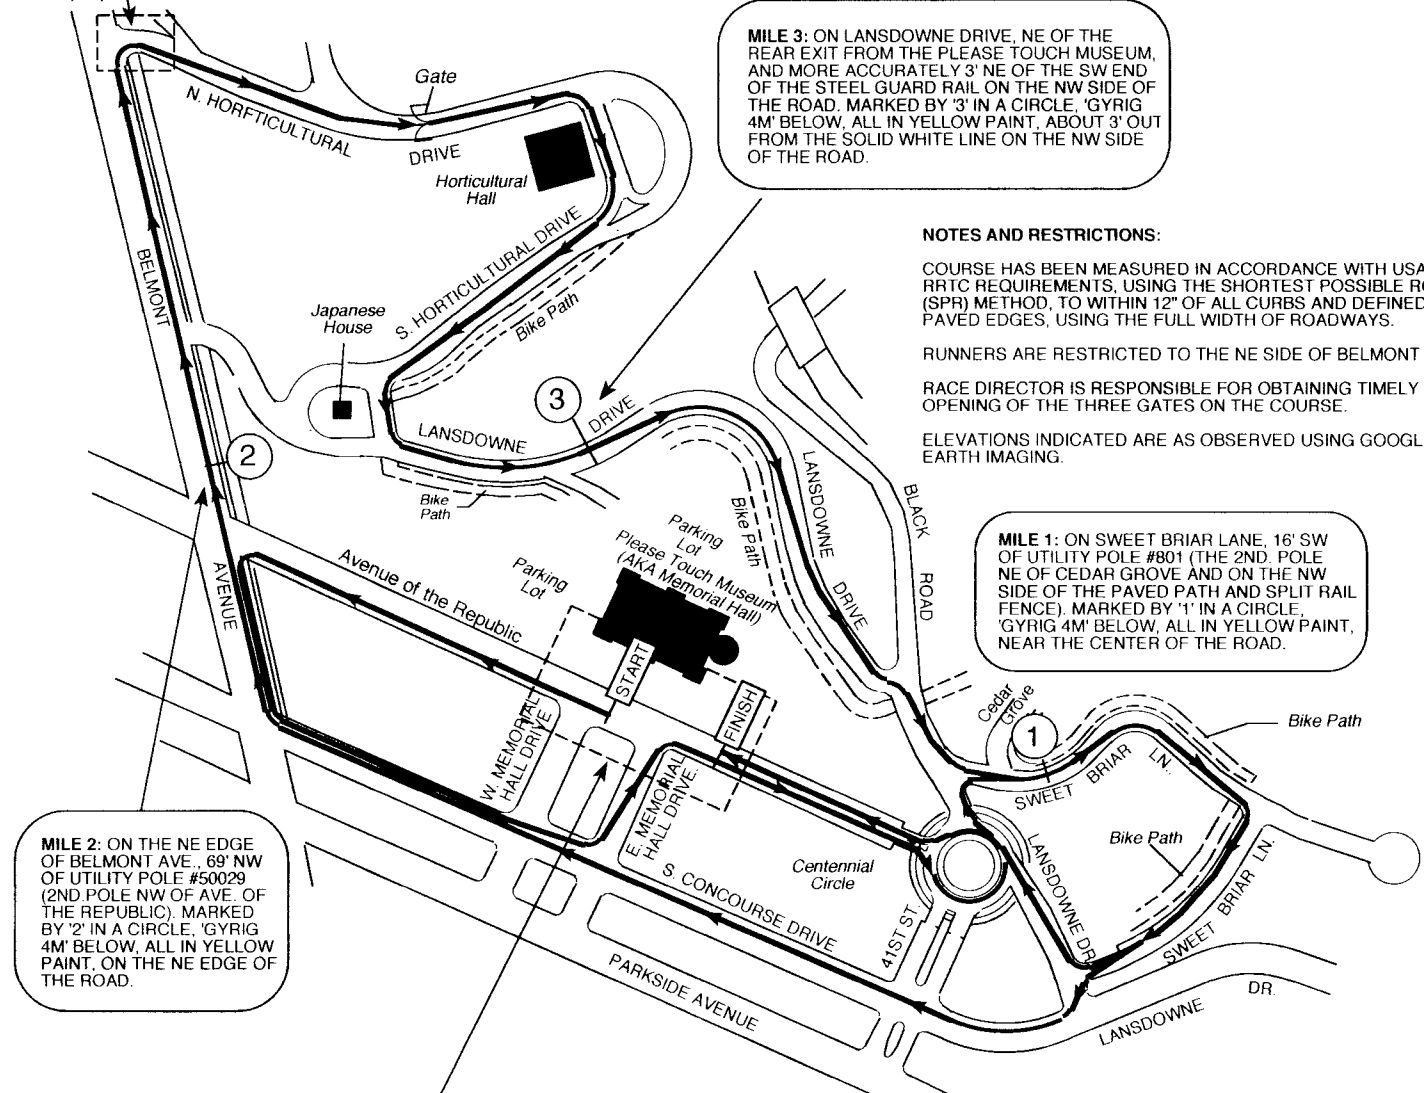 MILE 3: ON LANSDOWNE DRIVE, NE OF THE
REAR EXIT FROM THE PLEASE TOUCH MUSEUM,
AND MORE ACCURATELY 3' NE OF THE SW END
OF THE STEEL GUARD RAIL ON THE NW SIDE OF
THE ROAD. MARKED BY '3' IN A CIRCLE, 'GYRIG
4M' BELOW, ALL IN YELLOW PAINT, ABOUT 3' OUT
FROM THE SOLID WHITE LINE ON THE NW SIDE
OF THE ROAD.
Gate
N. HORFTICULTURAL
DRIVE
Horticultural
Hall
S. HORTICULTURAL DRIVE
Bike Path
BELMONT
Japanese
House
NOTES AND RESTRICTIONS:
COURSE HAS BEEN MEASURED IN ACCORDANCE WITH USA
RRTC REQUIREMENTS, USING THE SHORTEST POSSIBLE RO
(SPR) METHOD, TO WITHIN 12" OF ALL CURBS AND DEFINED
PAVED EDGES, USING THE FULL WIDTH OF ROADWAYS.
RUNNERS ARE RESTRICTED TO THE NE SIDE OF BELMONT
RACE DIRECTOR IS RESPONSIBLE FOR OBTAINING TIMELY
OPENING OF THE THREE GATES ON THE COURSE.
ELEVATIONS INDICATED ARE AS OBSERVED USING GOOGL
EARTH IMAGING.
3
LANSDOWNE
DRIVE
2
Bike
Path
LANSDOWNE
DRIVE
Bike Path
BLACK
ROAD
MILE 1: ON SWEET BRIAR LANE, 16' SW
OF UTILITY POLE #801 (THE 2ND. POLE
NE OF CEDAR GROVE AND ON THE NW
SIDE OF THE PAVED PATH AND SPLIT RAIL
FENCE). MARKED BY '1' IN A CIRCLE,
'GYRIG 4M' BELOW, ALL IN YELLOW PAINT,
NEAR THE CENTER OF THE ROAD.
AVENUE
Avenue of the Republic
Parking
Lot
Parking
Lot
Please Touch Museum
(AKA Memorial Hall)
START
FINISH
W. MEMORIAL
HALL DRIVE
E. MEMORIAL
HALL DRIVE.
Cedar
Grove
1
SWEET
BRIAR
LN..
Bike Path
Bike Path
Centennial
Circle
LANSDOWNE DR.
SWEET
BRIAR LN.
S. CONCOURSE DRIVE
41ST ST.
PARKSIDE AVENUE
LANSDOWNE
DR.
MILE 2: ON THE NE EDGE
OF BELMONT AVE., 69' NW
OF UTILITY POLE #50029
(2ND.POLE NW OF AVE. OF
THE REPUBLIC). MARKED
BY '2' IN A CIRCLE, 'GYRIG
4M' BELOW, ALL IN YELLOW
PAINT, ON THE NE EDGE OF
THE ROAD.